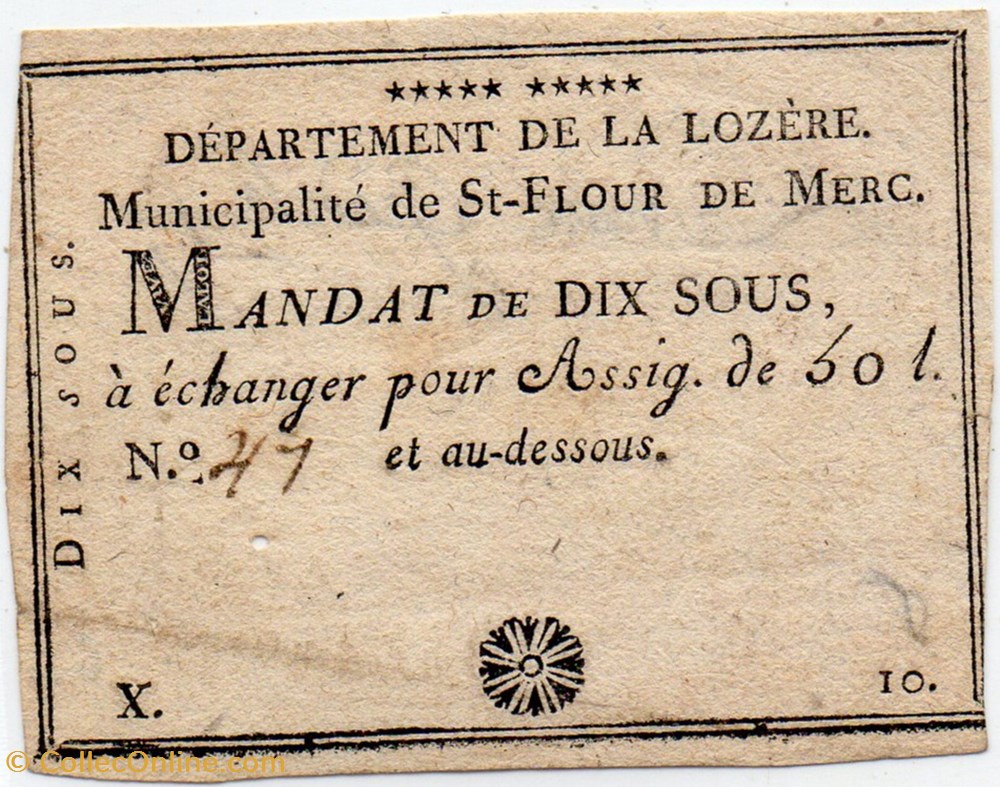 ***** *****
DÉPARTEMENT DE LA LOZÈRE.
Municipalité de St-FLOUR DE MERC.
MANDAT DE DIX SOUS,
à échanger pour Assig. de 50 l.
N.º 47 et au-dessous.
DIX SOUS.
X.
10.
© CollecOnline.com